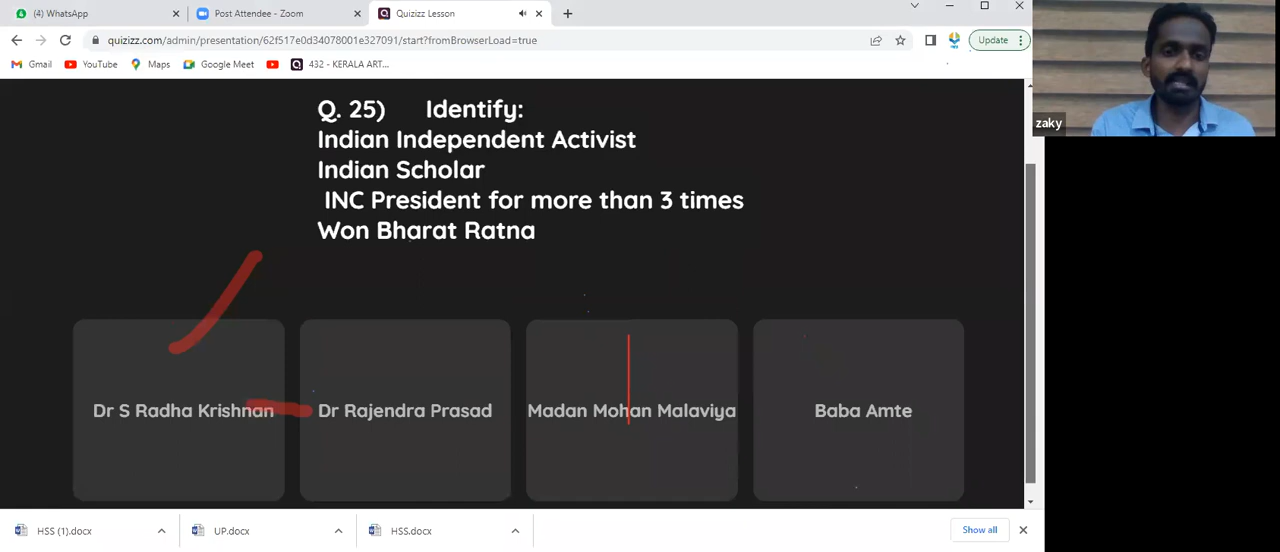 (4) WhatsApp
Post Attendee - Zoom
Quizizz Lesson
quizizz.com/admin/presentation/62f517e0d34078001e327091/start?fromBrowserLoad=true
Update
Gmail
YouTube
Maps
Google Meet
432 - KERALA ART...
zaky
Q. 25) Identify:
Indian Independent Activist
Indian Scholar
INC President for more than 3 times
Won Bharat Ratna
Dr S Radha Krishnan
Dr Rajendra Prasad
Madan Mohan Malaviya
Baba Amte
HSS (1).docx
UP.docx
HSS.docx
Show all